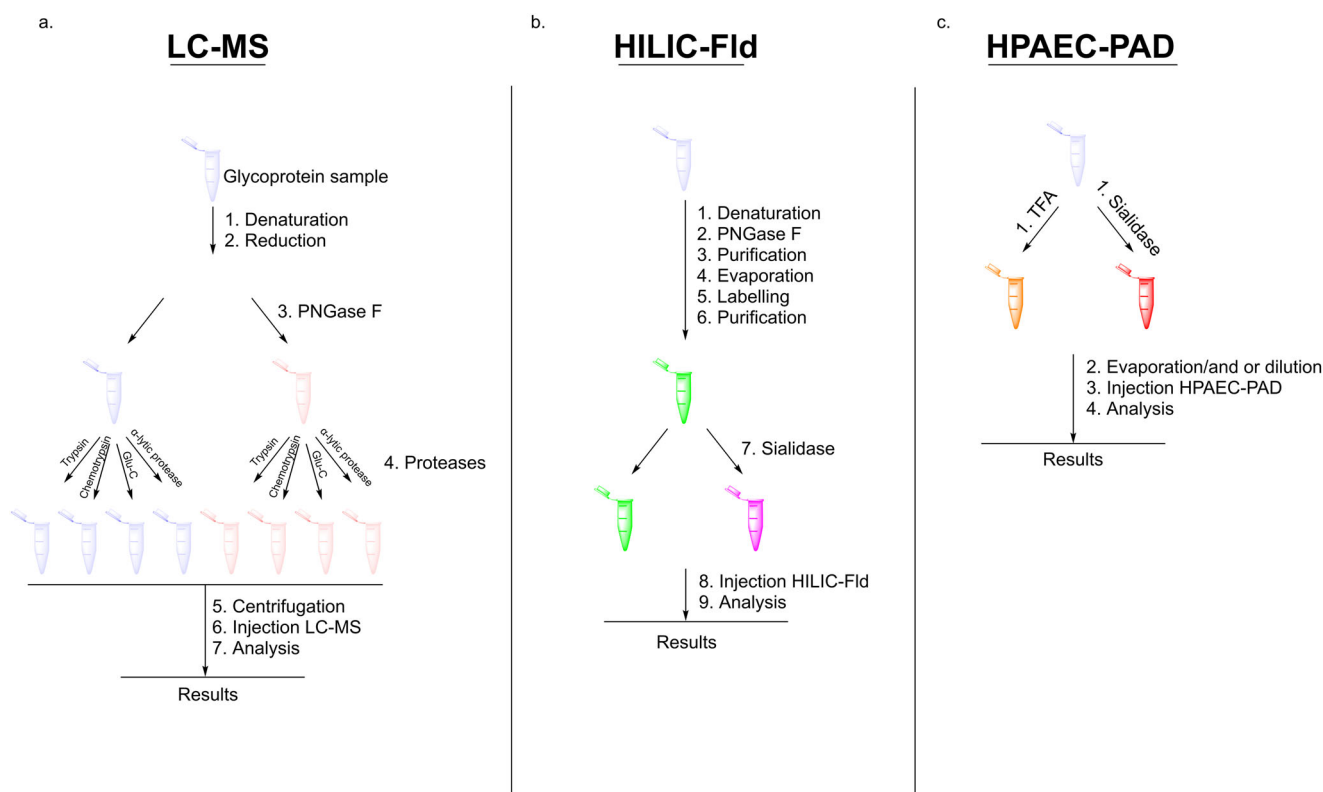 a.
LC-MS
Glycoprotein sample
1. Denaturation
2. Reduction
3. PNGase F
Trypsin
Chemotrypsin
Glu-C
α-lytic protease
Trypsin
Chemotrypsin
Glu-C
α-lytic protease
4. Proteases
5. Centrifugation
6. Injection LC-MS
7. Analysis
Results
b.
HILIC-Fld
1. Denaturation
2. PNGase F
3. Purification
4. Evaporation
5. Labelling
6. Purification
7. Sialidase
8. Injection HILIC-Fld
9. Analysis
Results
c.
HPAEC-PAD
1. TFA
1. Sialidase
2. Evaporation/and or dilution
3. Injection HPAEC-PAD
4. Analysis
Results